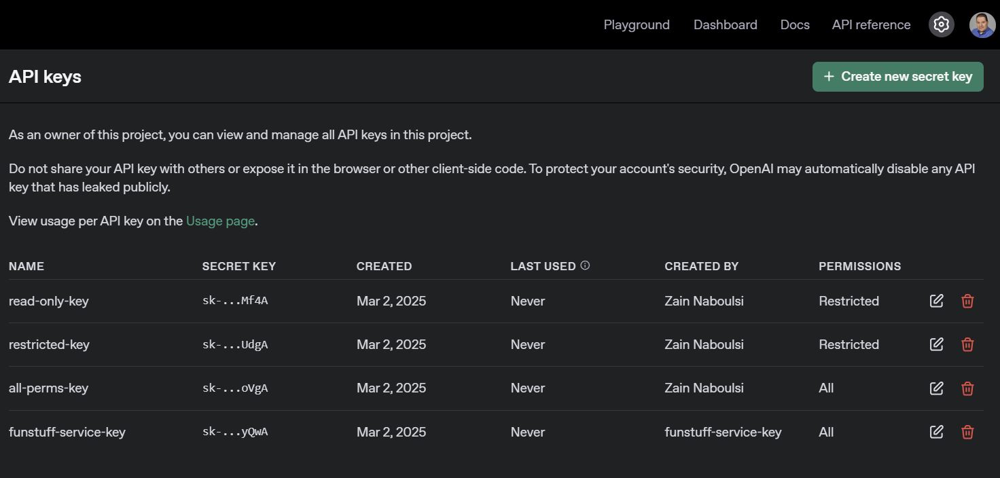 Playground Dashboard Docs API reference
API keys
+ Create new secret key
As an owner of this project, you can view and manage all API keys in this project.
Do not share your API key with others or expose it in the browser or other client-side code. To protect your account's security, OpenAI may automatically disable any API
key that has leaked publicly.
View usage per API key on the Usage page.
NAME SECRET KEY CREATED LAST USED CREATED BY PERMISSIONS
read-only-key sk-...Mf4A Mar 2, 2025 Never Zain Naboulsi Restricted
restricted-key sk-...UdgA Mar 2, 2025 Never Zain Naboulsi Restricted
all-perms-key sk-...oVgA Mar 2, 2025 Never Zain Naboulsi All
funstuff-service-key sk-...yQwA Mar 2, 2025 Never funstuff-service-key All